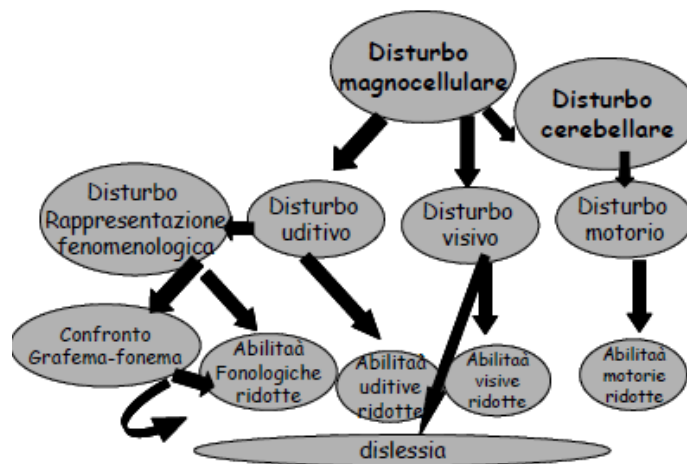 Disturbo
magnocellulare
Disturbo
cerebellare
Disturbo
Rappresentazione
fenomenologica
Disturbo
uditivo
Disturbo
visivo
Disturbo
motorio
Confronto
Grafema-fonema
Abilitaà
Fonologiche
ridotte
Abilitaà
uditive
ridotte
Abilitaà
visive
ridotte
Abilitaà
motorie
ridotte
dislessia